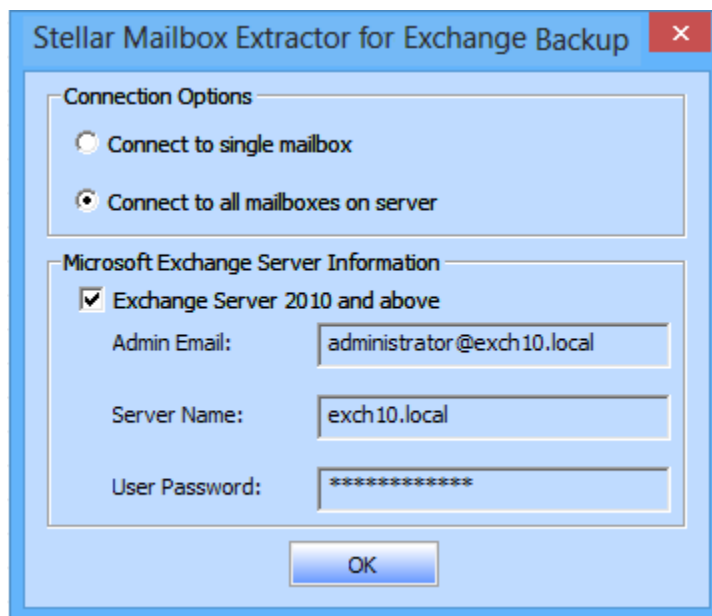 Stellar Mailbox Extractor for Exchange Backup
Connection Options
Connect to single mailbox
Connect to all mailboxes on server
Microsoft Exchange Server Information
Exchange Server 2010 and above
Admin Email: administrator@exch10.local
Server Name: exch10.local
User Password: ************
OK